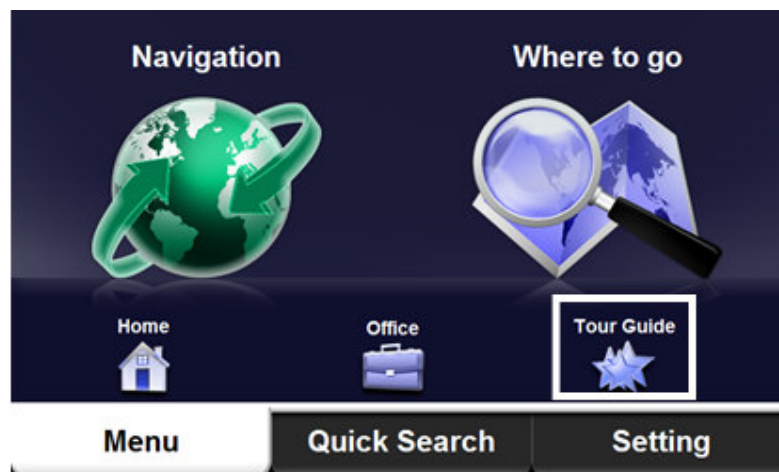 Navigation
Where to go
Home
Office
Tour Guide
Menu
Quick Search
Setting